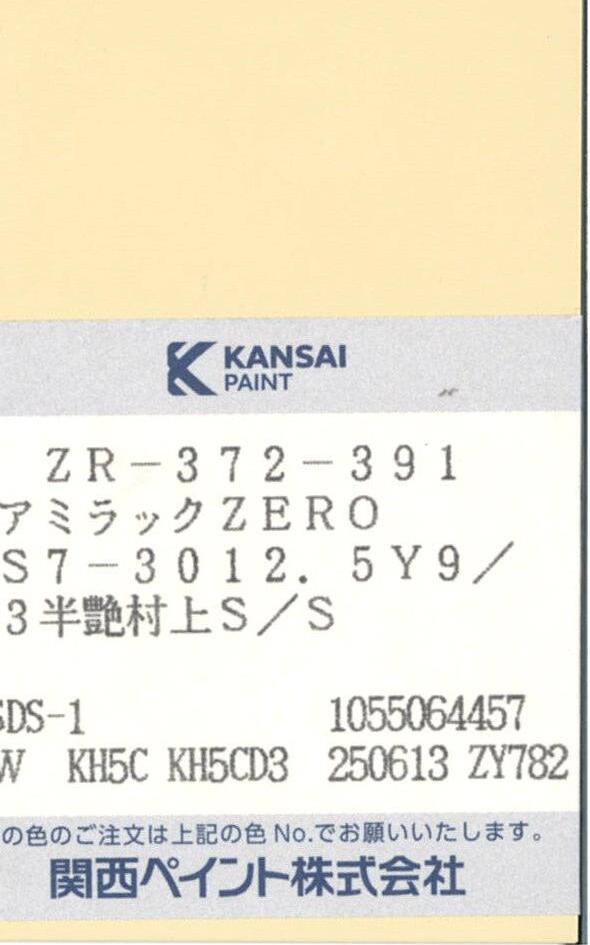 KANSAI
PAINT
ZR-372-391
アミラックZERO
S7-3012.5Y9/
3半艶村上S/S
SDS-1 1055064457
W KH5C KH5CD3 250613 ZY782
の色のご注文は上記の色No.でお願いいたします。
関西ペイント株式会社